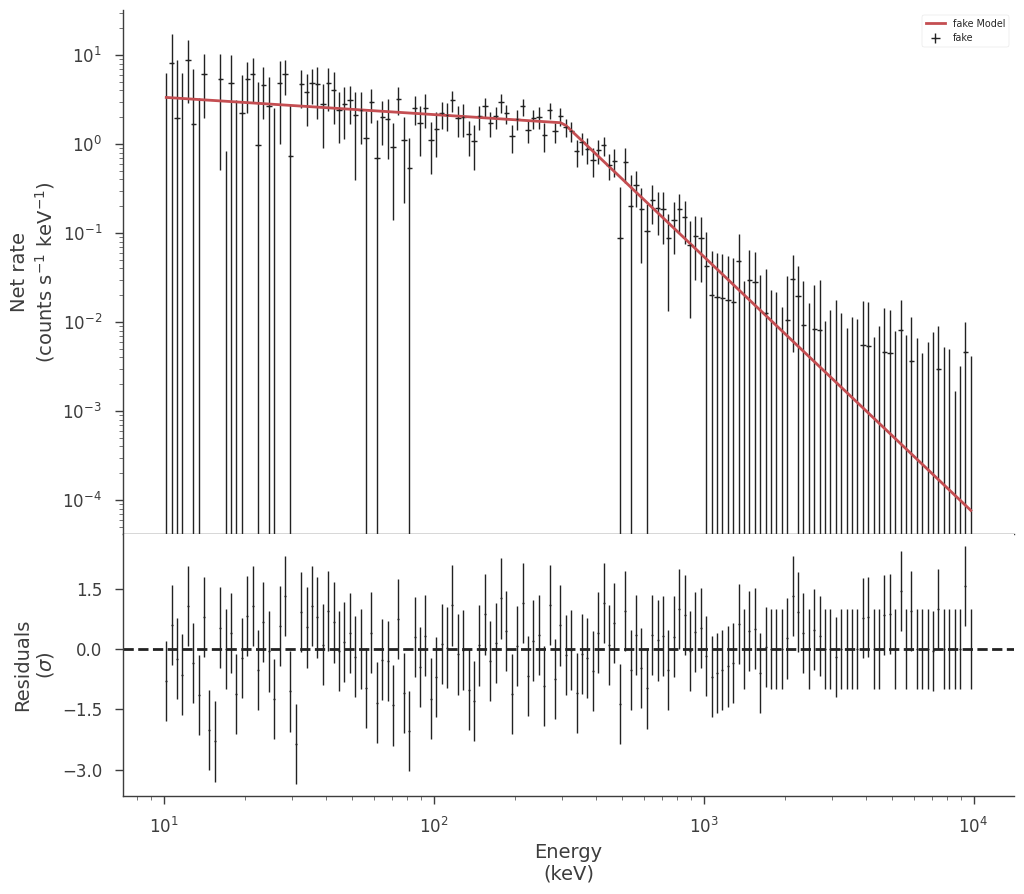 fake Model
fake
10¹
10⁰
10⁻¹
10⁻²
10⁻³
10⁻⁴
Net rate
(counts s⁻¹ keV⁻¹)
1.5
0.0
−1.5
−3.0
Residuals
(σ)
10¹
10²
10³
10⁴
Energy
(keV)